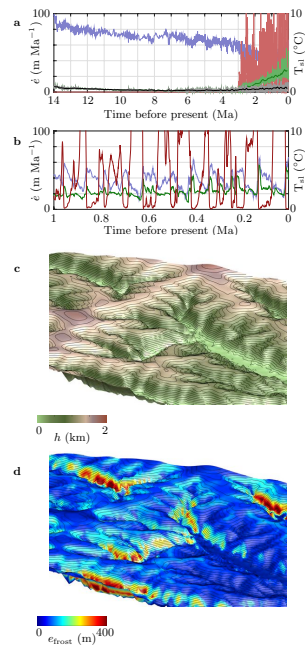 a
100
50
0
ė (m Ma⁻¹)
10
5
0
T_sl (°C)
14 12 10 8 6 4 2 0
Time before present (Ma)
b
100
50
0
ė (m Ma⁻¹)
10
5
0
T_sl (°C)
1 0.8 0.6 0.4 0.2 0
Time before present (Ma)
c
0 2
h (km)
d
0 400
e_frost (m)